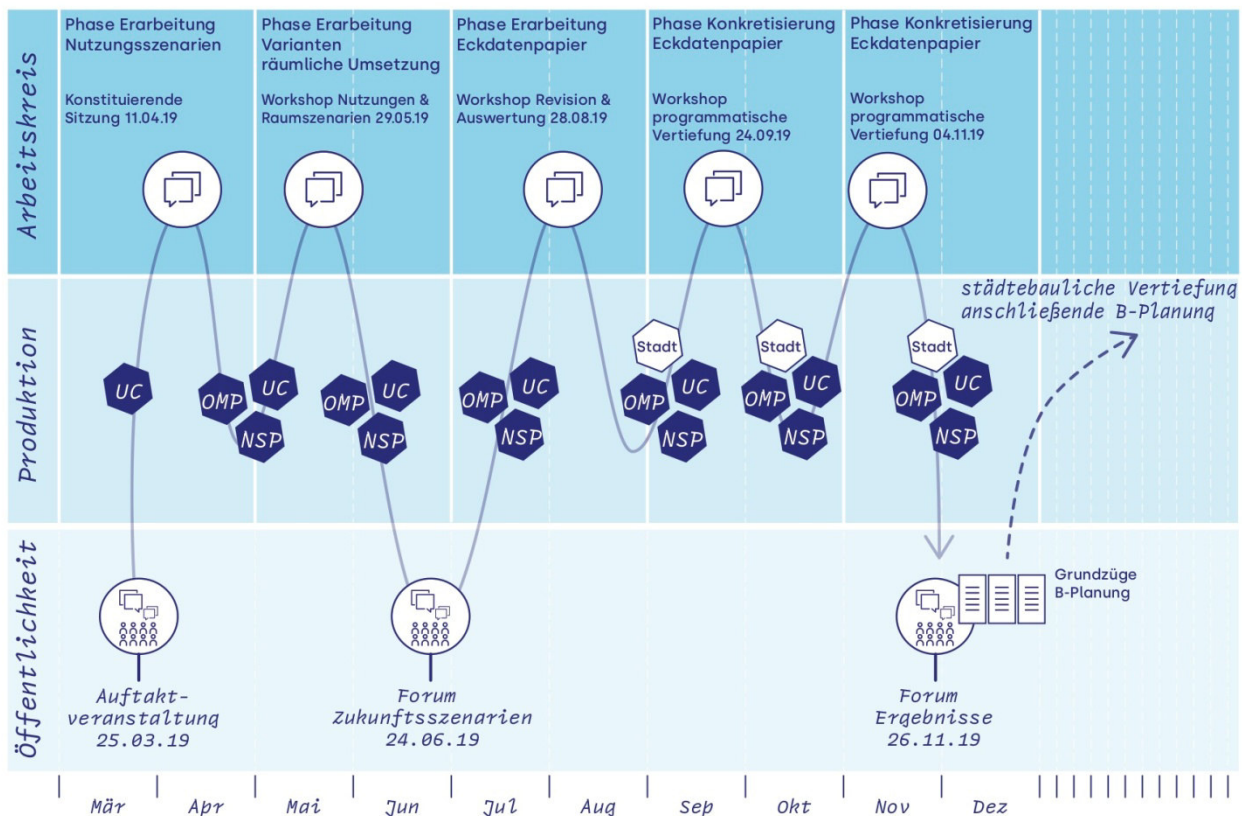 Arbeitskreis
Phase Erarbeitung
Nutzungsszenarien
Konstituierende
Sitzung 11.04.19
Phase Erarbeitung
Varianten
räumliche Umsetzung
Workshop Nutzungen &
Raumszenarien 29.05.19
Phase Erarbeitung
Eckdatenpapier
Workshop Revision &
Auswertung 28.08.19
Phase Konkretisierung
Eckdatenpapier
Workshop
programmatische
Vertiefung 24.09.19
Phase Konkretisierung
Eckdatenpapier
Workshop
programmatische
Vertiefung 04.11.19
Produktion
UC
OMP
UC
NSP
OMP
UC
NSP
OMP
UC
NSP
Stadt
OMP
UC
NSP
Stadt
OMP
UC
NSP
Stadt
OMP
UC
NSP
städtebauliche Vertiefung
anschließende B-Planung
Öffentlichkeit
Auftakt-
veranstaltung
25.03.19
Forum
Zukunftsszenarien
24.06.19
Forum
Ergebnisse
26.11.19
Grundzüge
B-Planung
Mär Apr Mai Jun Jul Aug Sep Okt Nov Dez